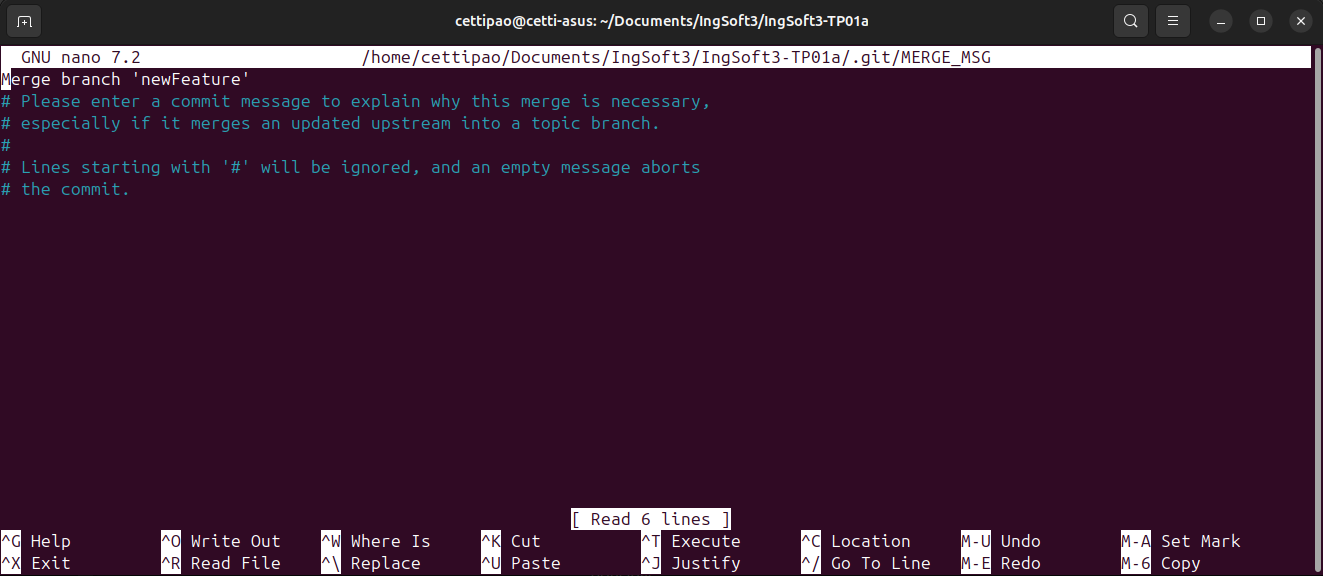 cettipao@cetti-asus: ~/Documents/IngSoft3/IngSoft3-TP01a
GNU nano 7.2 /home/cettipao/Documents/IngSoft3/IngSoft3-TP01a/.git/MERGE_MSG
Merge branch 'newFeature'
# Please enter a commit message to explain why this merge is necessary,
# especially if it merges an updated upstream into a topic branch.
#
# Lines starting with '#' will be ignored, and an empty message aborts
# the commit.
[ Read 6 lines ]
^G Help ^O Write Out ^W Where Is ^K Cut ^T Execute ^C Location M-U Undo M-A Set Mark
^X Exit ^R Read File ^\ Replace ^U Paste ^J Justify ^/ Go To Line M-E Redo M-6 Copy